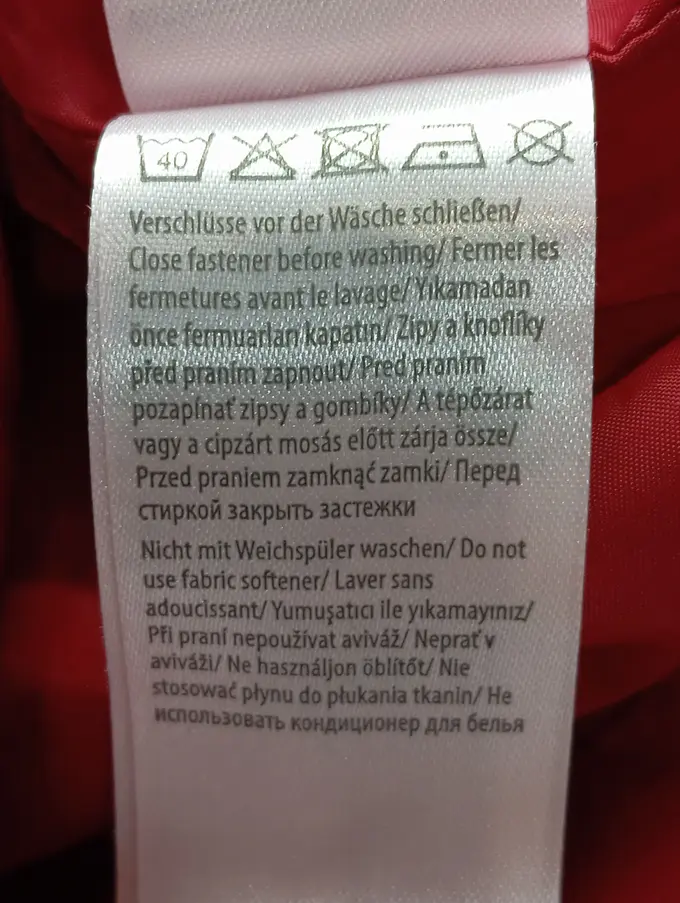 40
Verschlüsse vor der Wäsche schließen/
Close fastener before washing/ Fermer les
fermetures avant le lavage/ Yıkamadan
önce fermuarları kapatın/ Zipy a knoflíky
před praním zapnout/ Pred praním
pozapínať zipsy a gombíky/ A tépőzárat
vagy a cipzárt mosás előtt zárja össze/
Przed praniem zamknąć zamki/ Перед
стиркой закрыть застежки
Nicht mit Weichspüler waschen/ Do not
use fabric softener/ Laver sans
adoucissant/ Yumuşatıcı ile yıkamayınız/
Při praní nepoužívat aviváž/ Neprať v
aviváži/ Ne használjon öblítőt/ Nie
stosować płynu do płukania tkanin/ Не
использовать кондиционер для белья